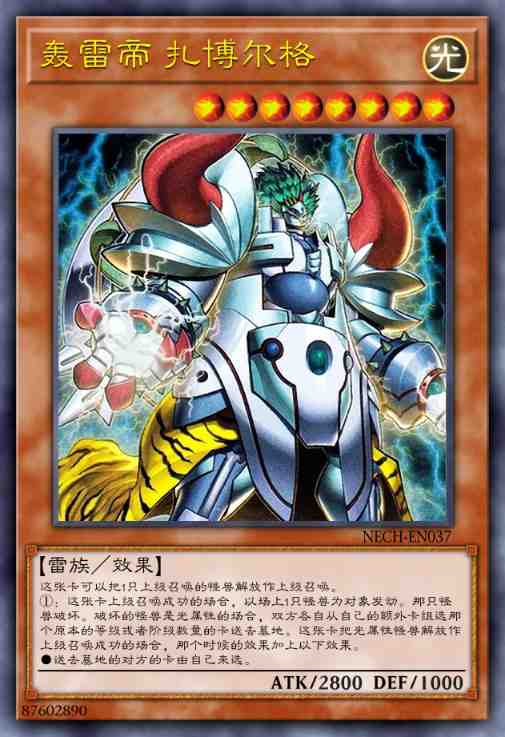 轰雷帝 扎博尔格
光
NECH-EN037
【雷族／效果】
这张卡可以把1只上级召唤的怪兽解放作上级召唤。
①：这张卡上级召唤成功的场合，以场上1只怪兽为对象发动。那只怪
兽破坏。破坏的怪兽是光属性的场合，双方各自从自己的额外卡组选那
个原本的等级或者阶级数量的卡送去墓地。这张卡把光属性怪兽解放作
上级召唤成功的场合，那个时候的效果加上以下效果。
●送去墓地的对方的卡由自己来选。
ATK/2800 DEF/1000
87602890